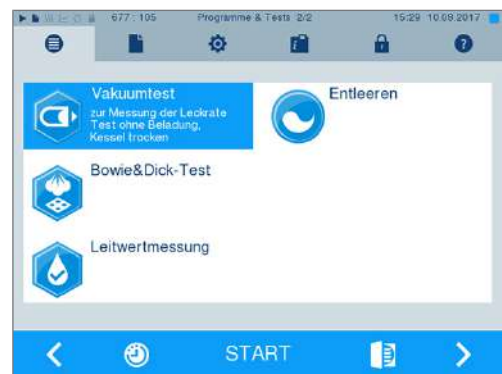 677 : 105 Programme & Tests 2/2 15:29 10.08.2017
Vakuumtest
zur Messung der Leckrate
Test ohne Beladung,
Kessel trocken
Entleeren
Bowie&Dick-Test
Leitwertmessung
START